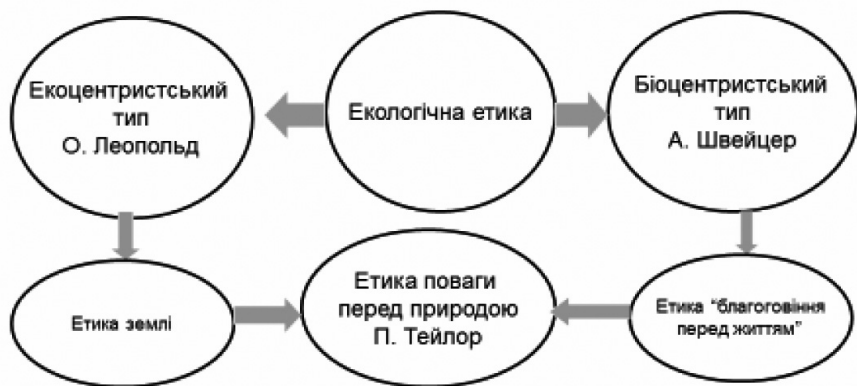 Екоцентристський
тип
О. Леопольд
Екологічна етика
Біоцентристський
тип
А. Швейцер
Етика землі
Етика поваги
перед природою
П. Тейлор
Етика “благоговіння
перед життям”